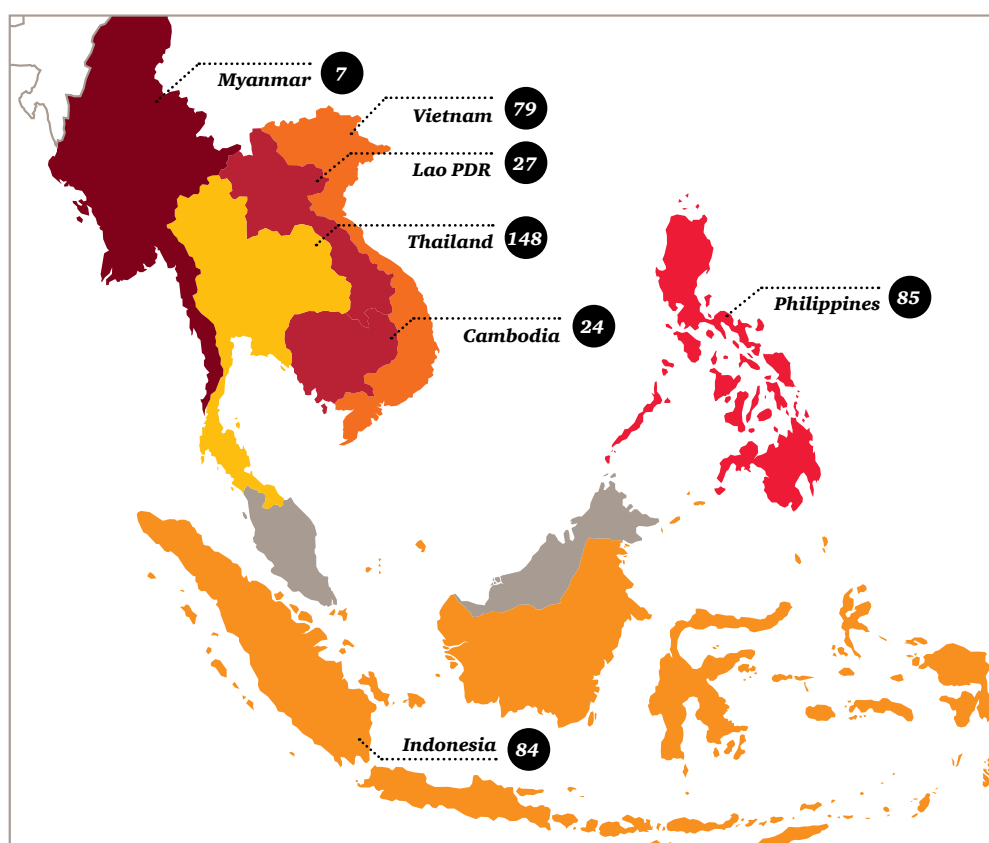 Myanmar 7
Vietnam 79
Lao PDR 27
Thailand 148
Philippines 85
Cambodia 24
Indonesia 84